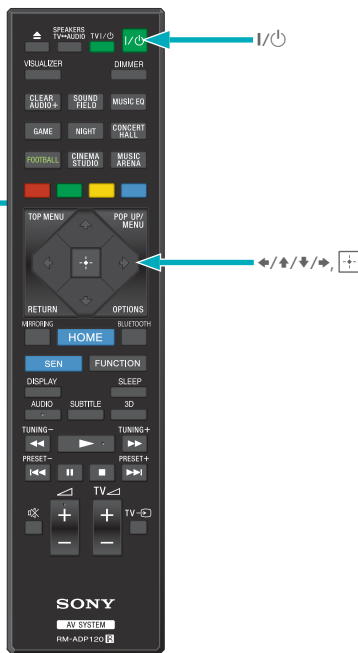 SPEAKERS
TV↔AUDIO TV I/⏻ I/⏻
I/⏻
VISUALIZER DIMMER
CLEAR AUDIO+ SOUND FIELD MUSIC EQ
GAME NIGHT CONCERT HALL
FOOTBALL CINEMA STUDIO MUSIC ARENA
TOP MENU POP UP/MENU
←/↑/↓/→,
RETURN OPTIONS
MIRRORING BLUETOOTH
HOME
SEN FUNCTION
DISPLAY SLEEP
AUDIO SUBTITLE 3D
TUNING– TUNING+
PRESET– PRESET+
TV
+ + TV
– –
SONY
AV SYSTEM
RM-ADP120 R